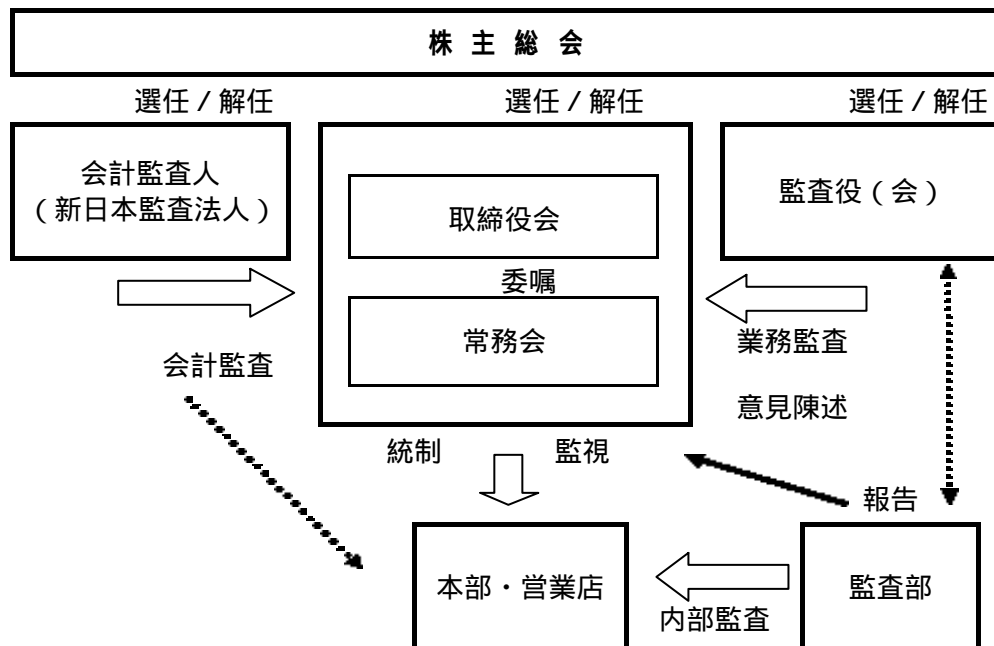 株主総会
選任/解任
選任/解任
選任/解任
会計監査人
(新日本監査法人)
取締役会
委嘱
常務会
監査役(会)
会計監査
業務監査
意見陳述
統制
監視
報告
本部・営業店
内部監査
監査部